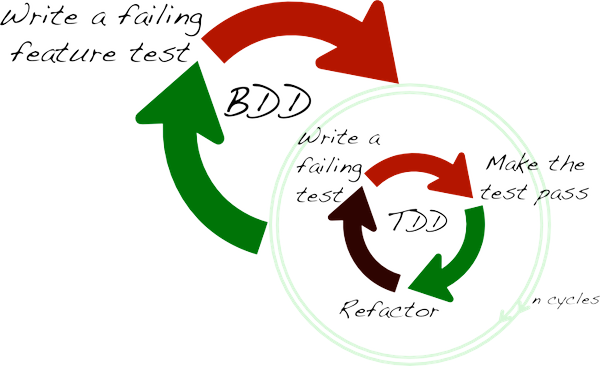 Write a failing
feature test
BDD
Write a
failing
test
Make the
test pass
TDD
Refactor
n cycles